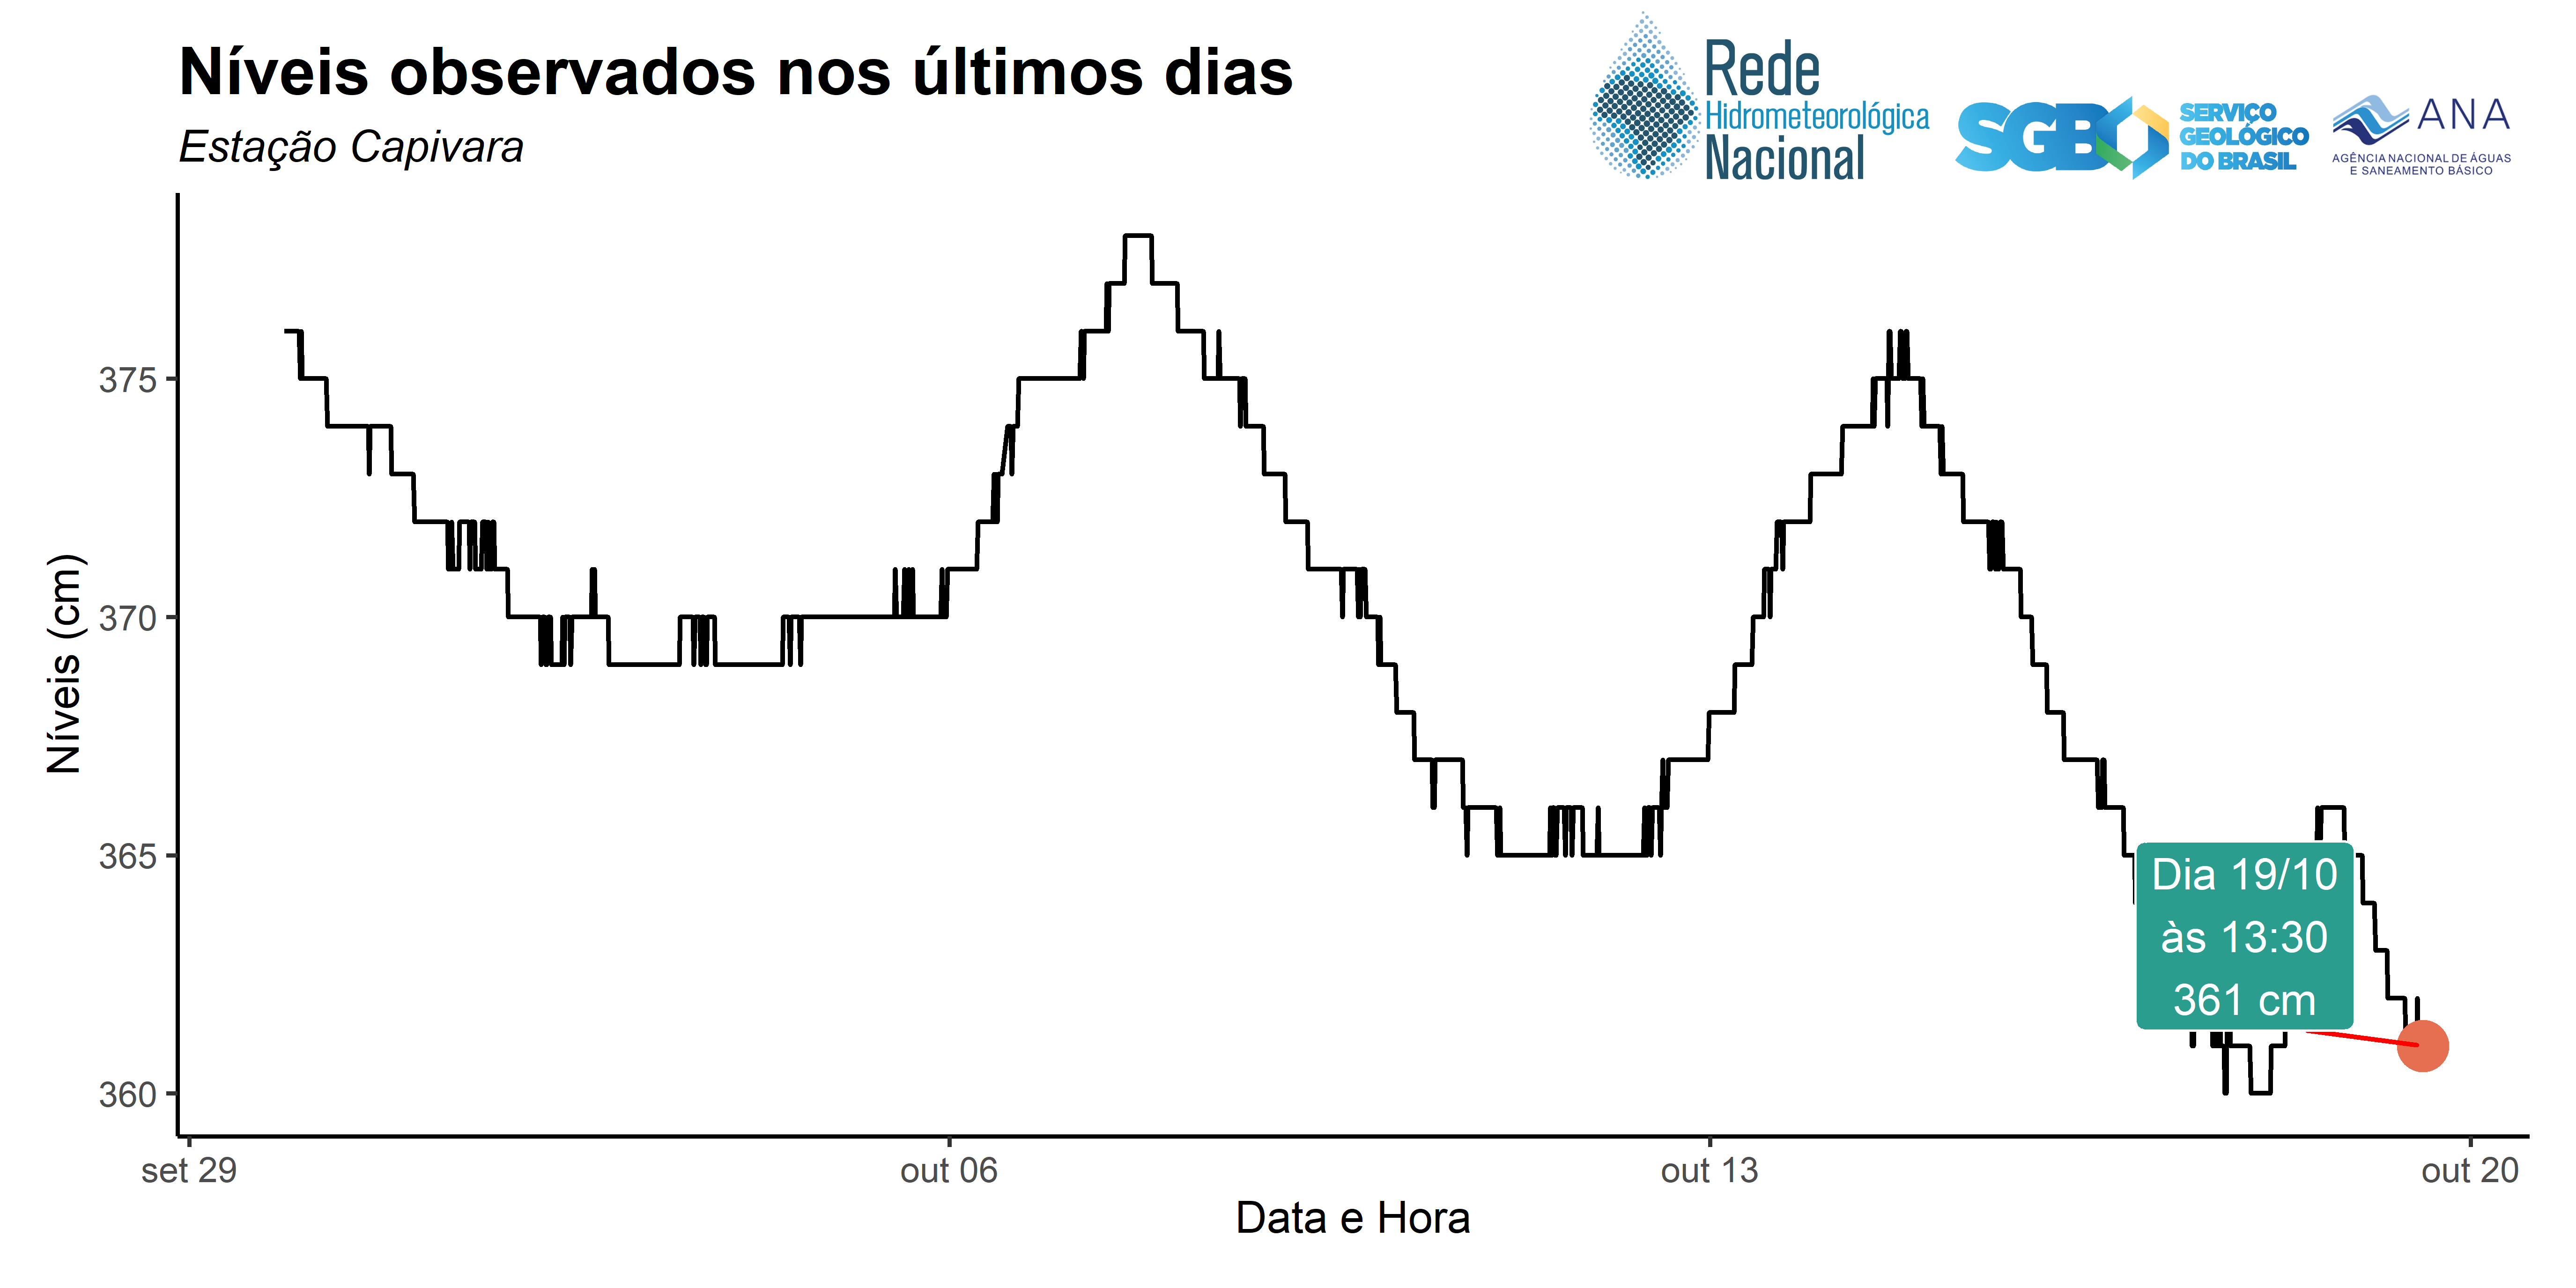 Níveis observados nos últimos dias
Estação Capivara
Rede
Hidrometeorológica
Nacional
SGB
SERVIÇO
GEOLÓGICO
DO BRASIL
ANA
AGÊNCIA NACIONAL DE ÁGUAS
E SANEAMENTO BÁSICO
Níveis (cm)
375
370
365
360
Dia 19/10
às 13:30
361 cm
set 29
out 06
out 13
out 20
Data e Hora